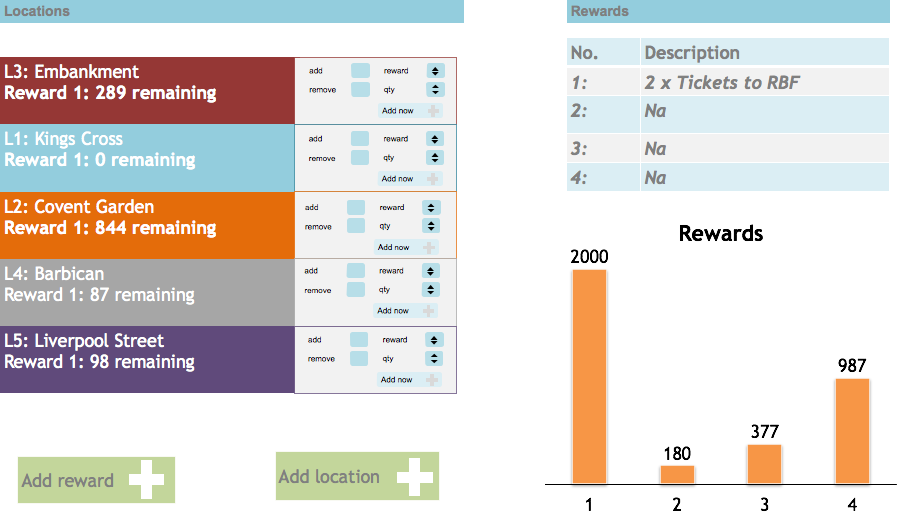 Locations
L3: Embankment
Reward 1: 289 remaining
add reward
remove qty
Add now
L1: Kings Cross
Reward 1: 0 remaining
add reward
remove qty
Add now
L2: Covent Garden
Reward 1: 844 remaining
add reward
remove qty
Add now
L4: Barbican
Reward 1: 87 remaining
add reward
remove qty
Add now
L5: Liverpool Street
Reward 1: 98 remaining
add reward
remove qty
Add now
Add reward
Add location
Rewards
No. Description
1: 2 x Tickets to RBF
2: Na
3: Na
4: Na
Rewards
2000
987
377
180
1 2 3 4